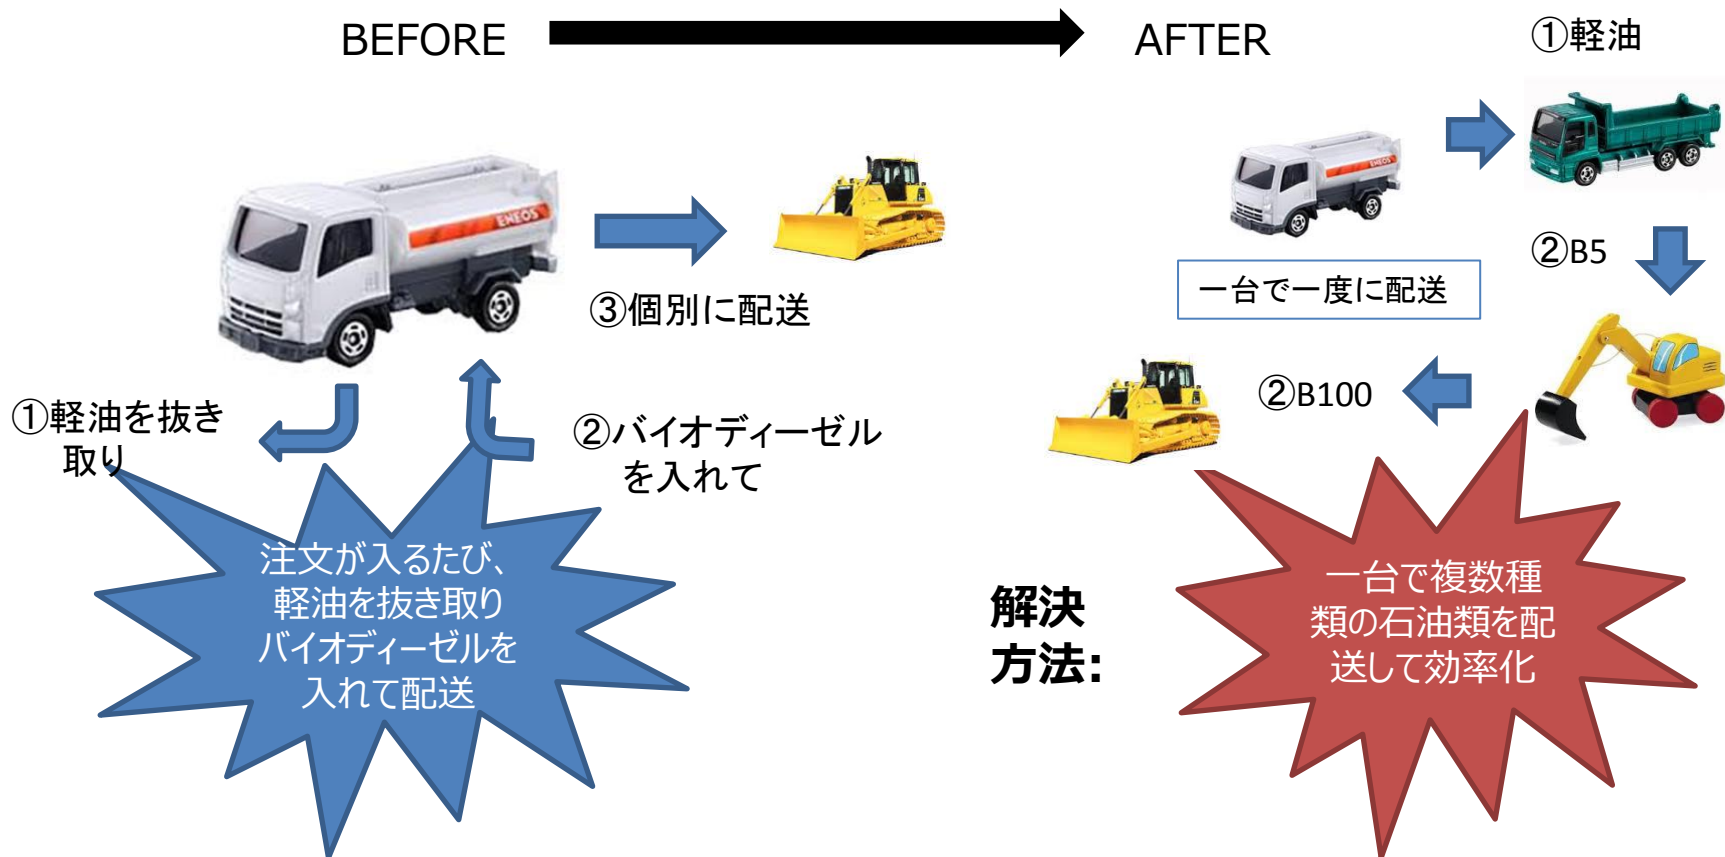 BEFORE
AFTER
①軽油
ENEOS
ENEOS
②B5
③個別に配送
一台で一度に配送
②B100
①軽油を抜き
取り
②バイオディーゼル
を入れて
注文が入るたび、
軽油を抜き取り
バイオディーゼルを
入れて配送
解決
方法:
一台で複数種
類の石油類を配
送して効率化